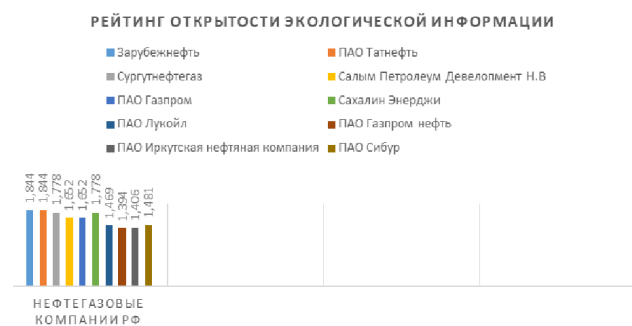 РЕЙТИНГ ОТКРЫТОСТИ ЭКОЛОГИЧЕСКОЙ ИНФОРМАЦИИ
Зарубежнефть ПАО Татнефть
Сургутнефтегаз Салым Петролеум Девелопмент Н.В
ПАО Газпром Сахалин Энерджи
ПАО Лукойл ПАО Газпром нефть
ПАО Иркутская нефтяная компания ПАО Сибур
1,844 1,844 1,778 1,652 1,652 1,778 1,469 1,394 1,406 1,481
НЕФТЕГАЗОВЫЕ
КОМПАНИИ РФ